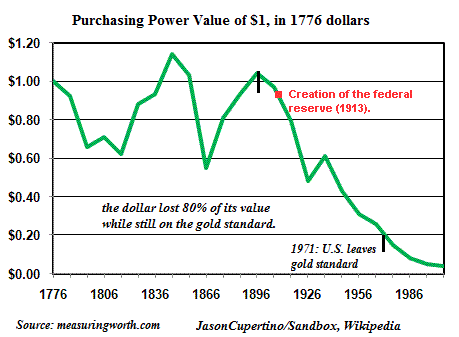 Purchasing Power Value of $1, in 1776 dollars
$1.20
$1.00
$0.80
$0.60
$0.40
$0.20
$0.00
Creation of the federal
reserve (1913).
the dollar lost 80% of its value
while still on the gold standard.
1971: U.S. leaves
gold standard
1776 1806 1836 1866 1896 1926 1956 1986
Source: measuringworth.com JasonCupertino/Sandbox, Wikipedia